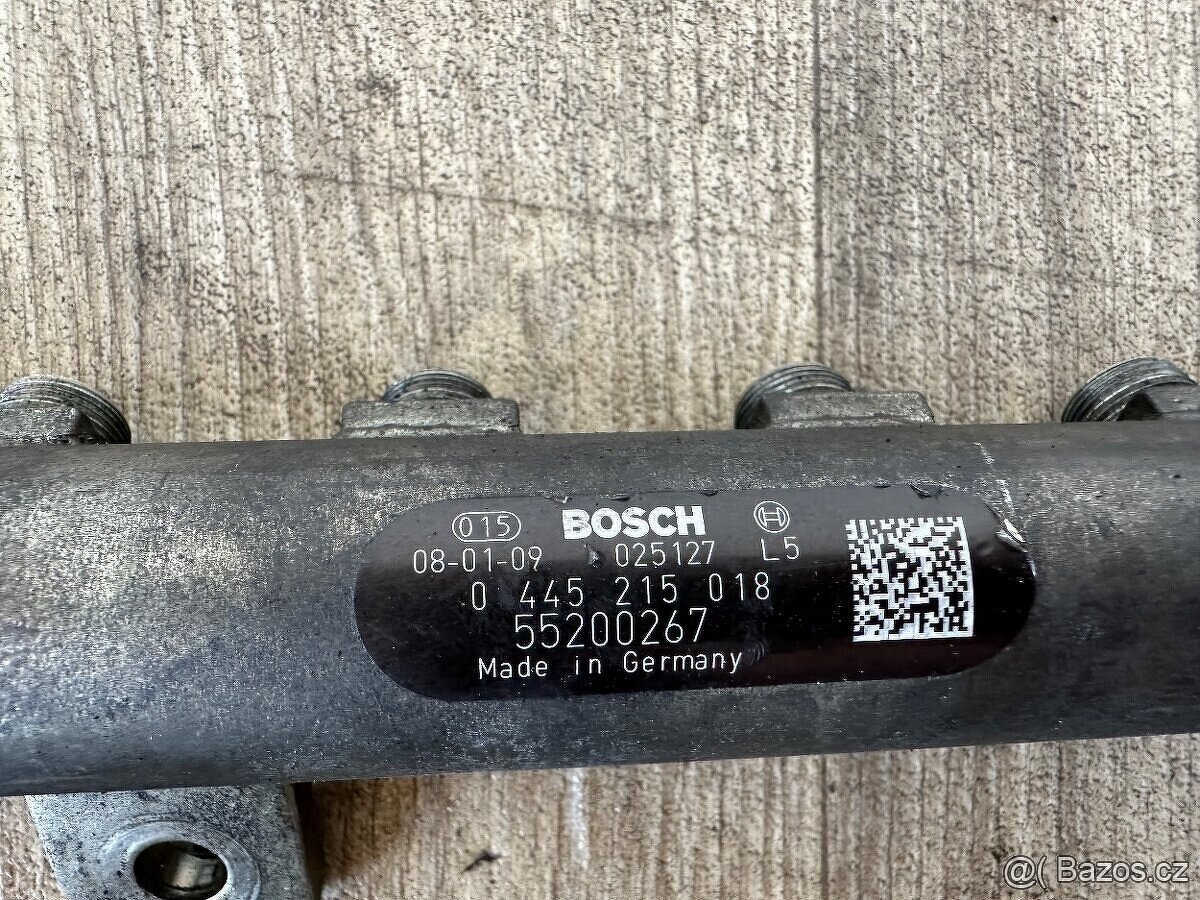 015 BOSCH
08-01-09 025127 L5
0 445 215 018
55200267
Made in Germany
@( Bazos.cz